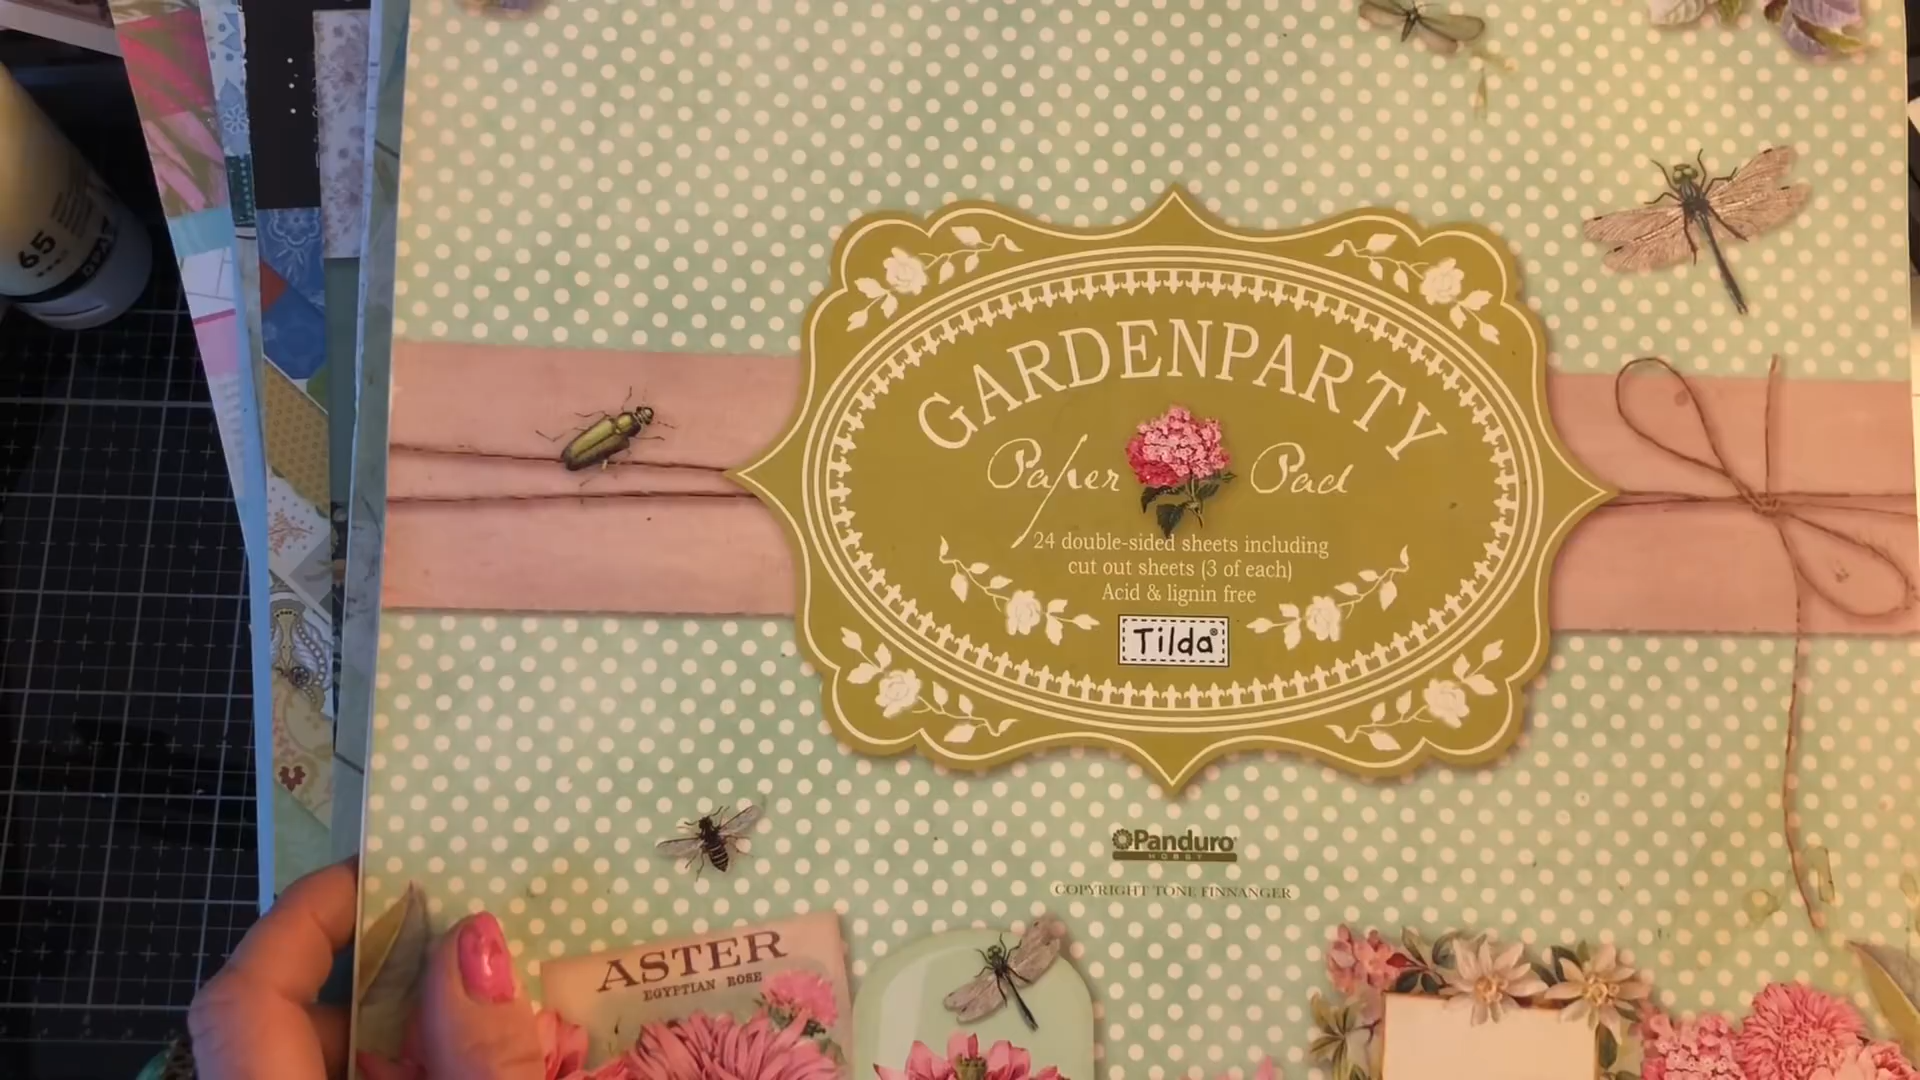 65
GARDENPARTY
Paper Pad
24 double-sided sheets including
cut out sheets (3 of each)
Acid & lignin free
Tilda®
Panduro
HOBBY
COPYRIGHT TONE FINNANGER
ASTER
EGYPTIAN ROSE